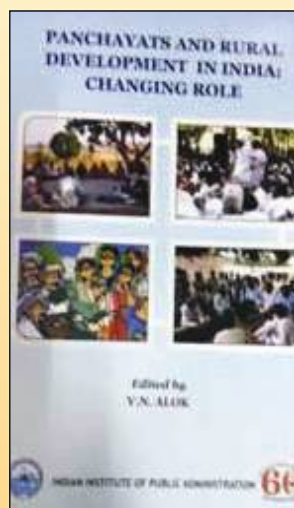 PANCHAYATS AND RURAL
DEVELOPMENT IN INDIA:
CHANGING ROLE
Edited by
V.N. ALOK
INDIAN INSTITUTE OF PUBLIC ADMINISTRATION